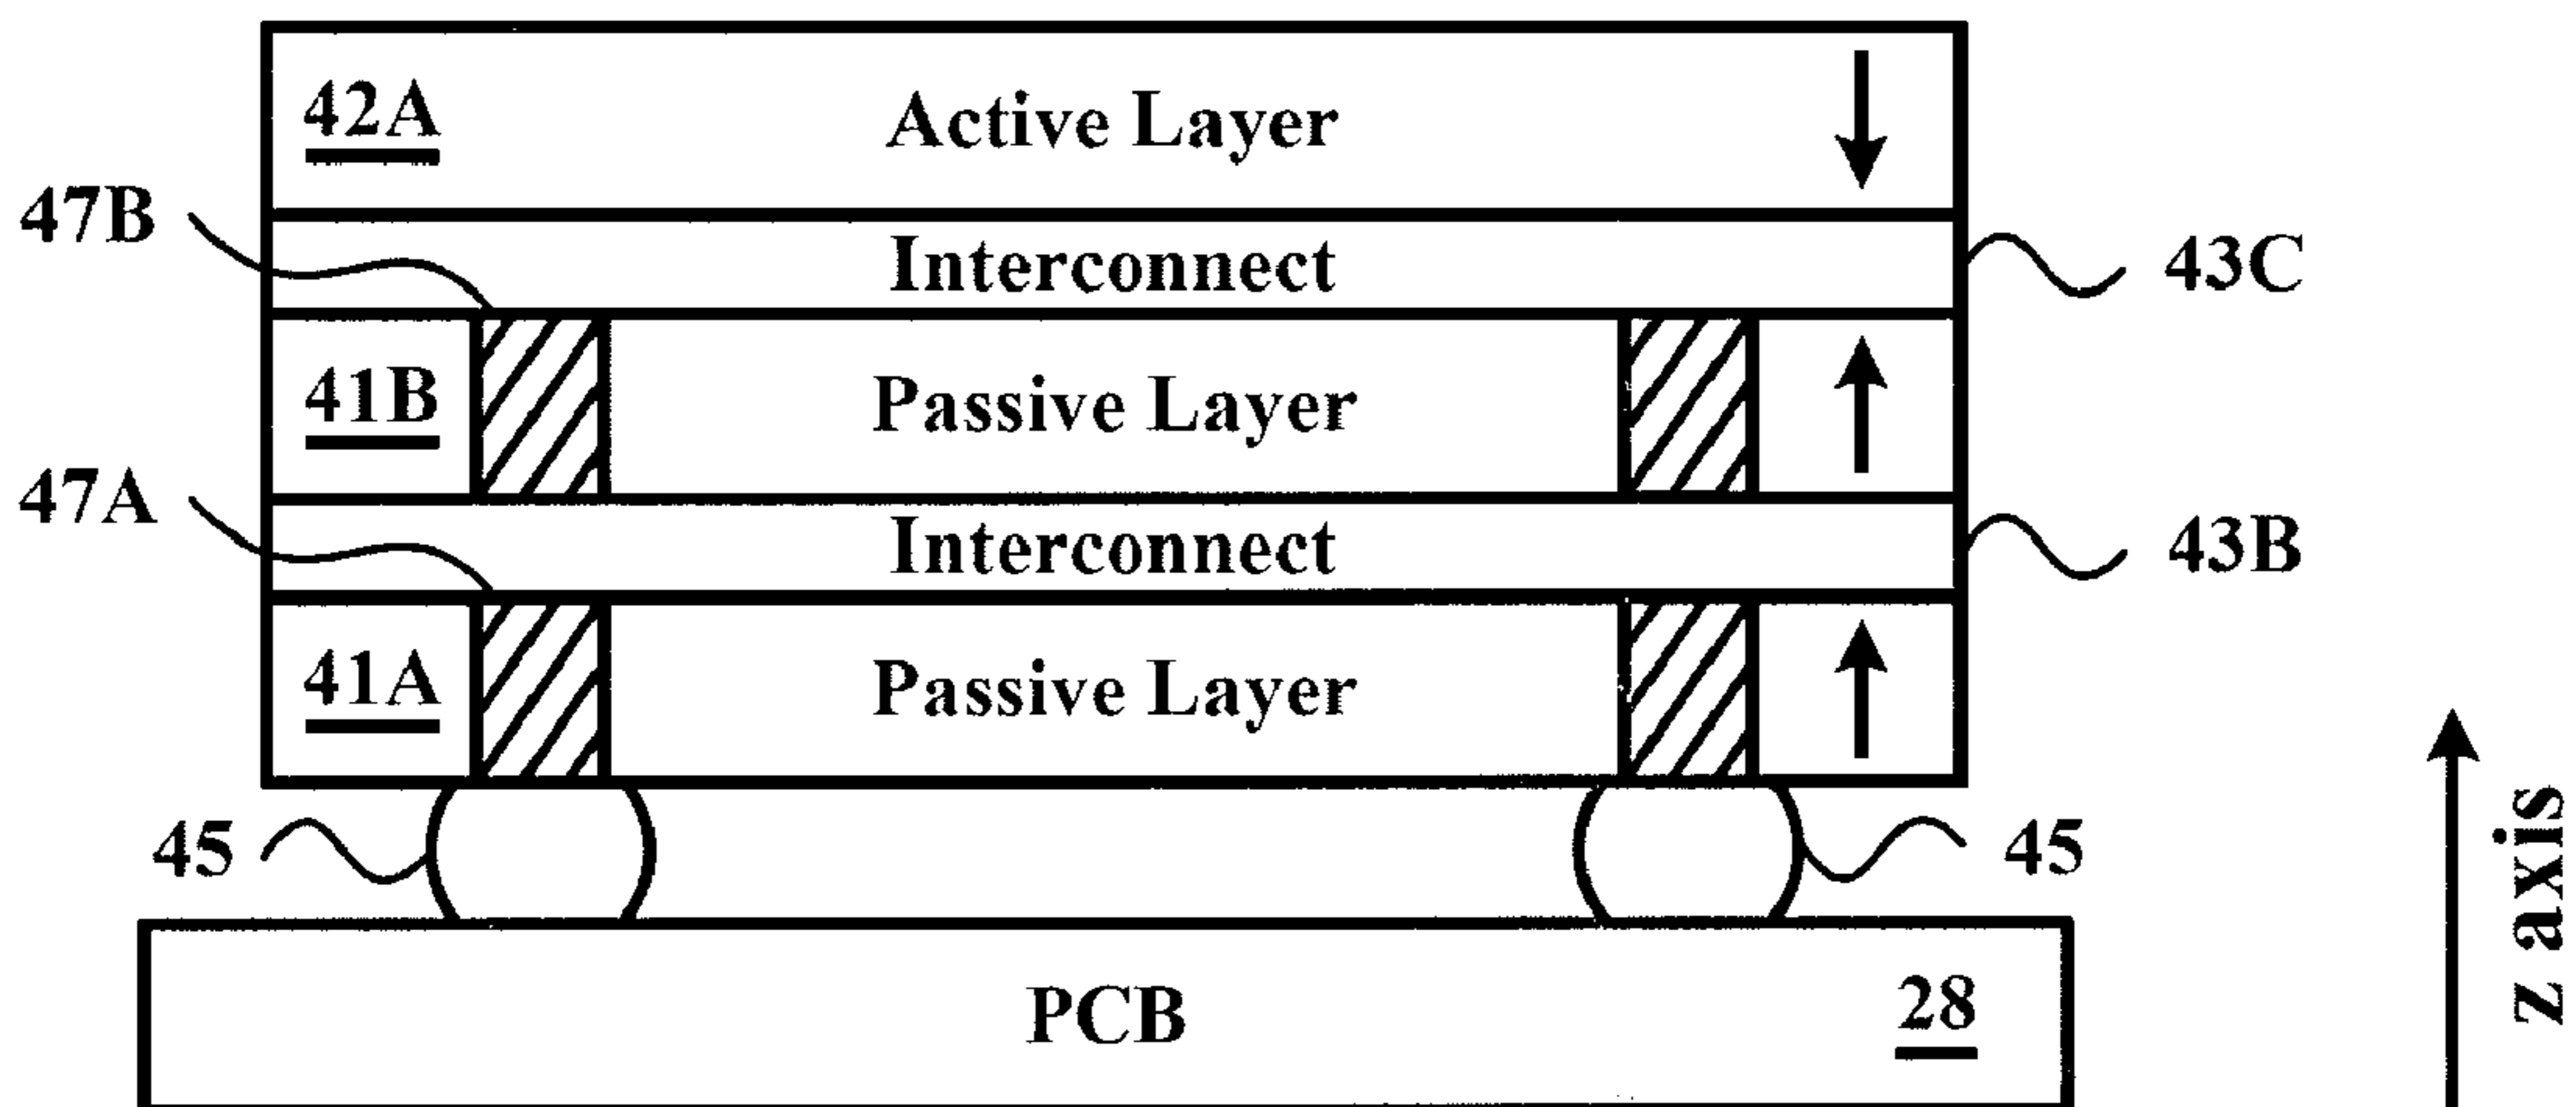 42A
Active Layer
47B
Interconnect
43C
41B
Passive Layer
47A
Interconnect
43B
41A
Passive Layer
45
45
PCB
28
z axis